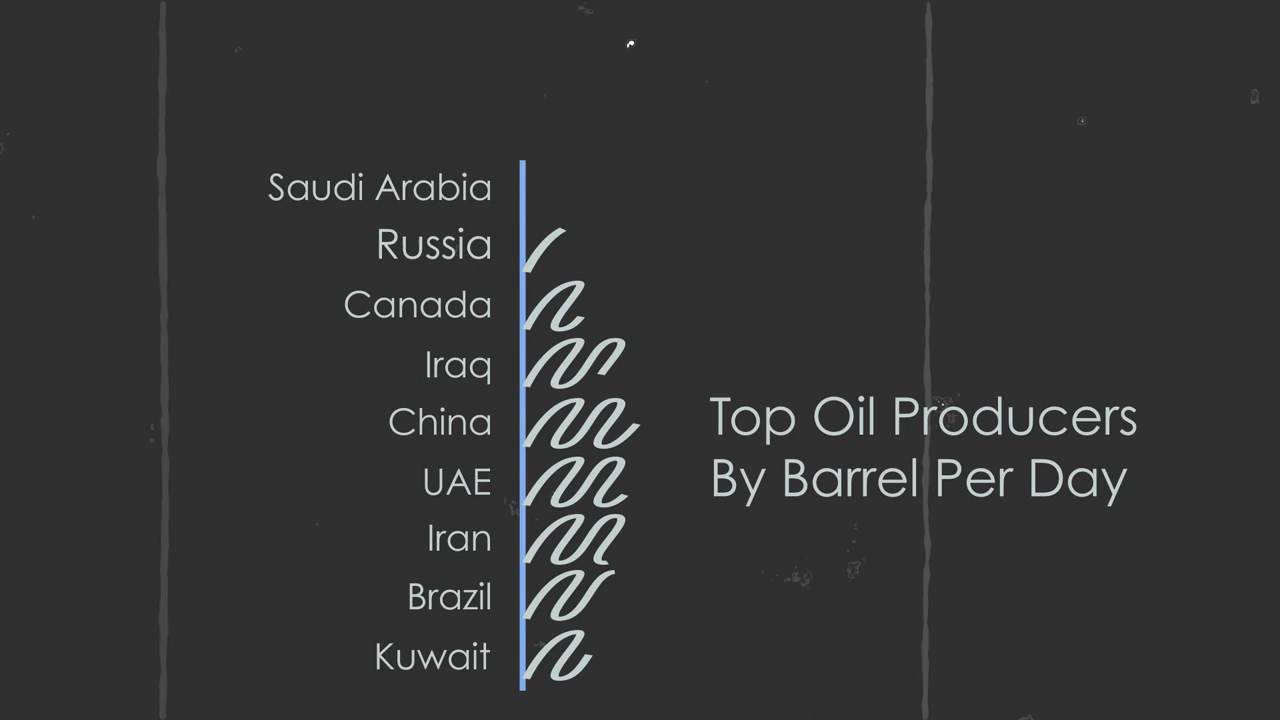 Saudi Arabia
Russia
Canada
Iraq
China
UAE
Iran
Brazil
Kuwait
Top Oil Producers
By Barrel Per Day